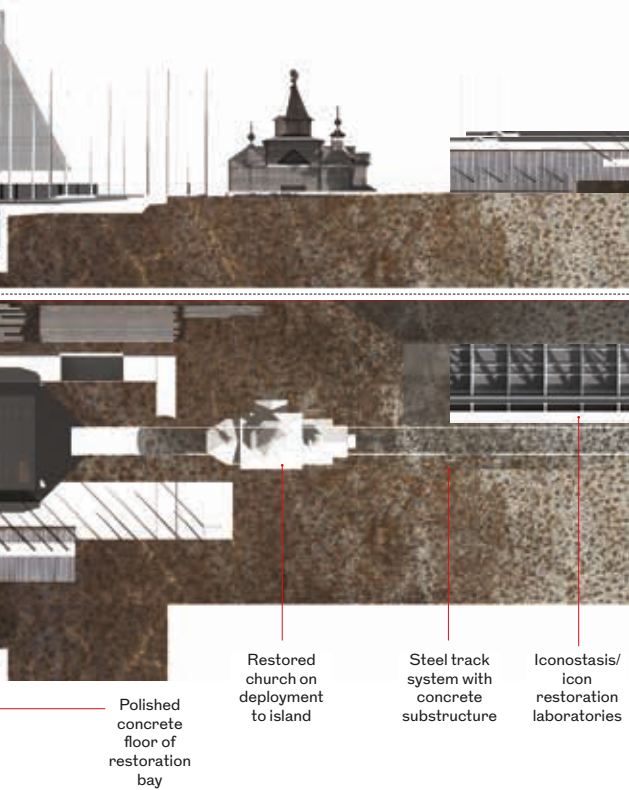 Restored
church on
deployment
to island
Steel track
system with
concrete
substructure
Iconostasis/
icon
restoration
laboratories
Polished
concrete
floor of
restoration
bay